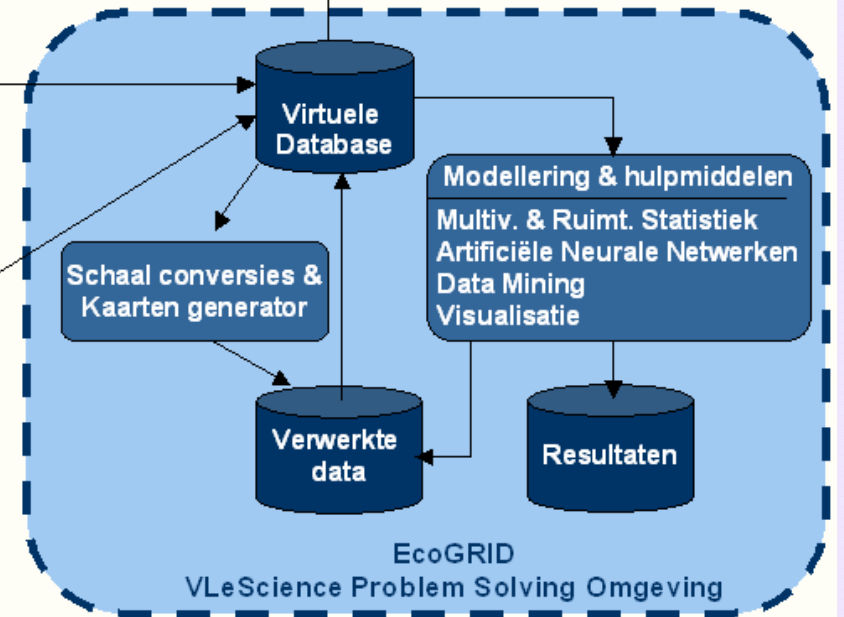 Virtuele
Database
Modellering & hulpmiddelen
Multiv. & Ruimt. Statistiek
Artificiële Neurale Netwerken
Data Mining
Visualisatie
Schaal conversies &
Kaarten generator
Verwerkte
data
Resultaten
EcoGRID
VLeScience Problem Solving Omgeving